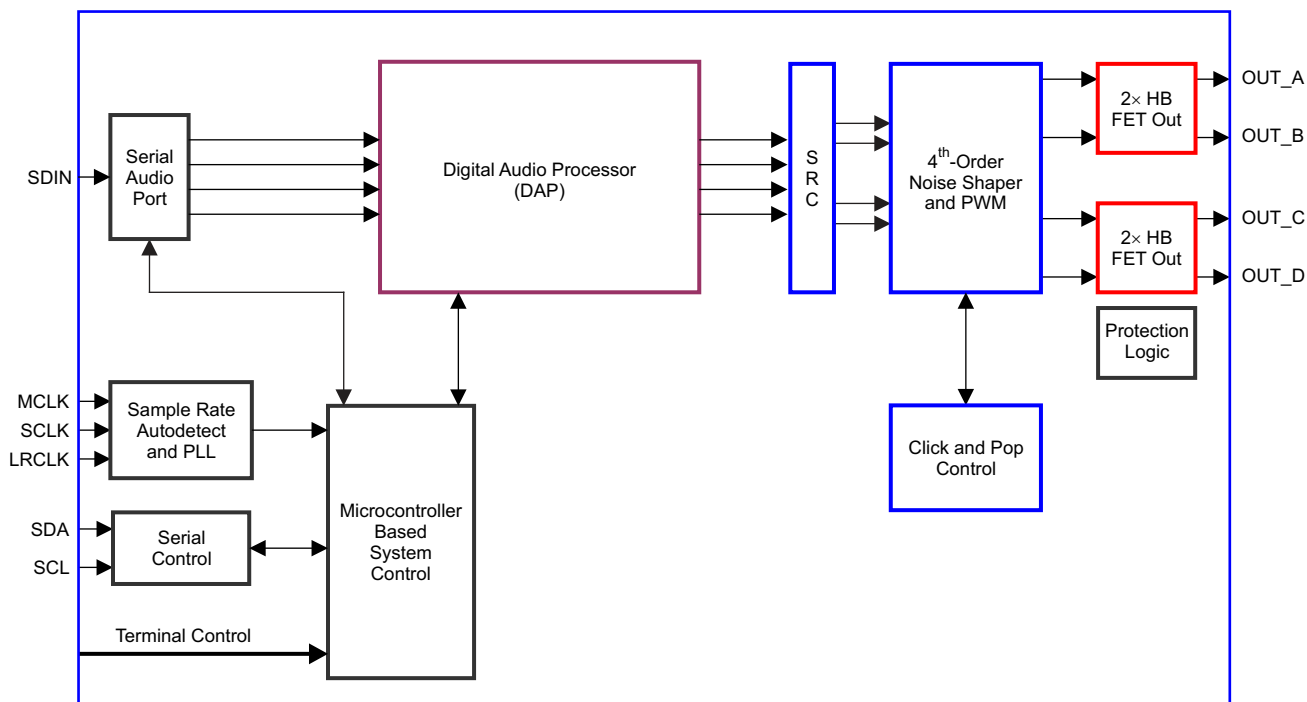 SDIN
Serial
Audio
Port
Digital Audio Processor
(DAP)
S
R
C
4th-Order
Noise Shaper
and PWM
2× HB
FET Out
OUT_A
OUT_B
2× HB
FET Out
OUT_C
OUT_D
Protection
Logic
MCLK
SCLK
LRCLK
Sample Rate
Autodetect
and PLL
SDA
SCL
Serial
Control
Terminal Control
Microcontroller
Based
System
Control
Click and Pop
Control